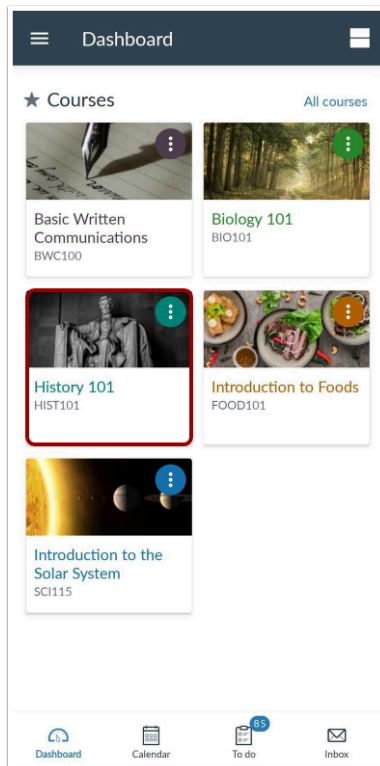 Dashboard
Courses
All courses
Basic Written
Communications
BWC100
Biology 101
BIO101
History 101
HIST101
Introduction to Foods
FOOD101
Introduction to the
Solar System
SCI115
85
Dashboard
Calendar
To do
Inbox